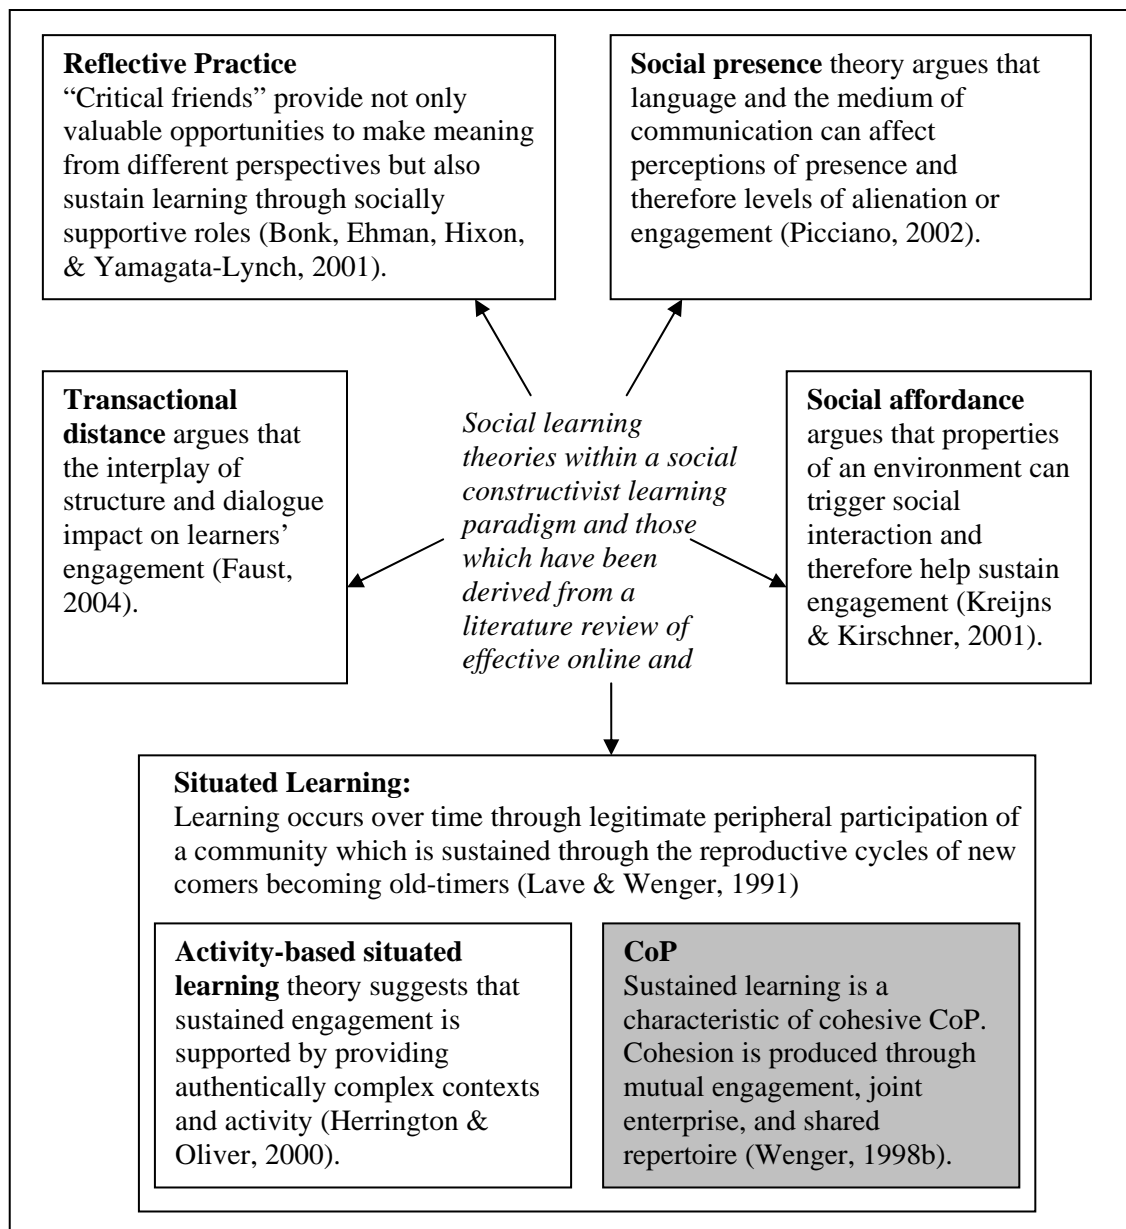 Reflective Practice
“Critical friends” provide not only
valuable opportunities to make meaning
from different perspectives but also
sustain learning through socially
supportive roles (Bonk, Ehman, Hixon,
& Yamagata-Lynch, 2001).
Social presence theory argues that
language and the medium of
communication can affect
perceptions of presence and
therefore levels of alienation or
engagement (Picciano, 2002).
Transactional
distance argues that
the interplay of
structure and dialogue
impact on learners’
engagement (Faust,
2004).
Social learning
theories within a social
constructivist learning
paradigm and those
which have been
derived from a
literature review of
effective online and
Social affordance
argues that properties
of an environment can
trigger social
interaction and
therefore help sustain
engagement (Kreijns
& Kirschner, 2001).
Situated Learning:
Learning occurs over time through legitimate peripheral participation of
a community which is sustained through the reproductive cycles of new
comers becoming old-timers (Lave & Wenger, 1991)
Activity-based situated
learning theory suggests that
sustained engagement is
supported by providing
authentically complex contexts
and activity (Herrington &
Oliver, 2000).
CoP
Sustained learning is a
characteristic of cohesive CoP.
Cohesion is produced through
mutual engagement, joint
enterprise, and shared
repertoire (Wenger, 1998b).